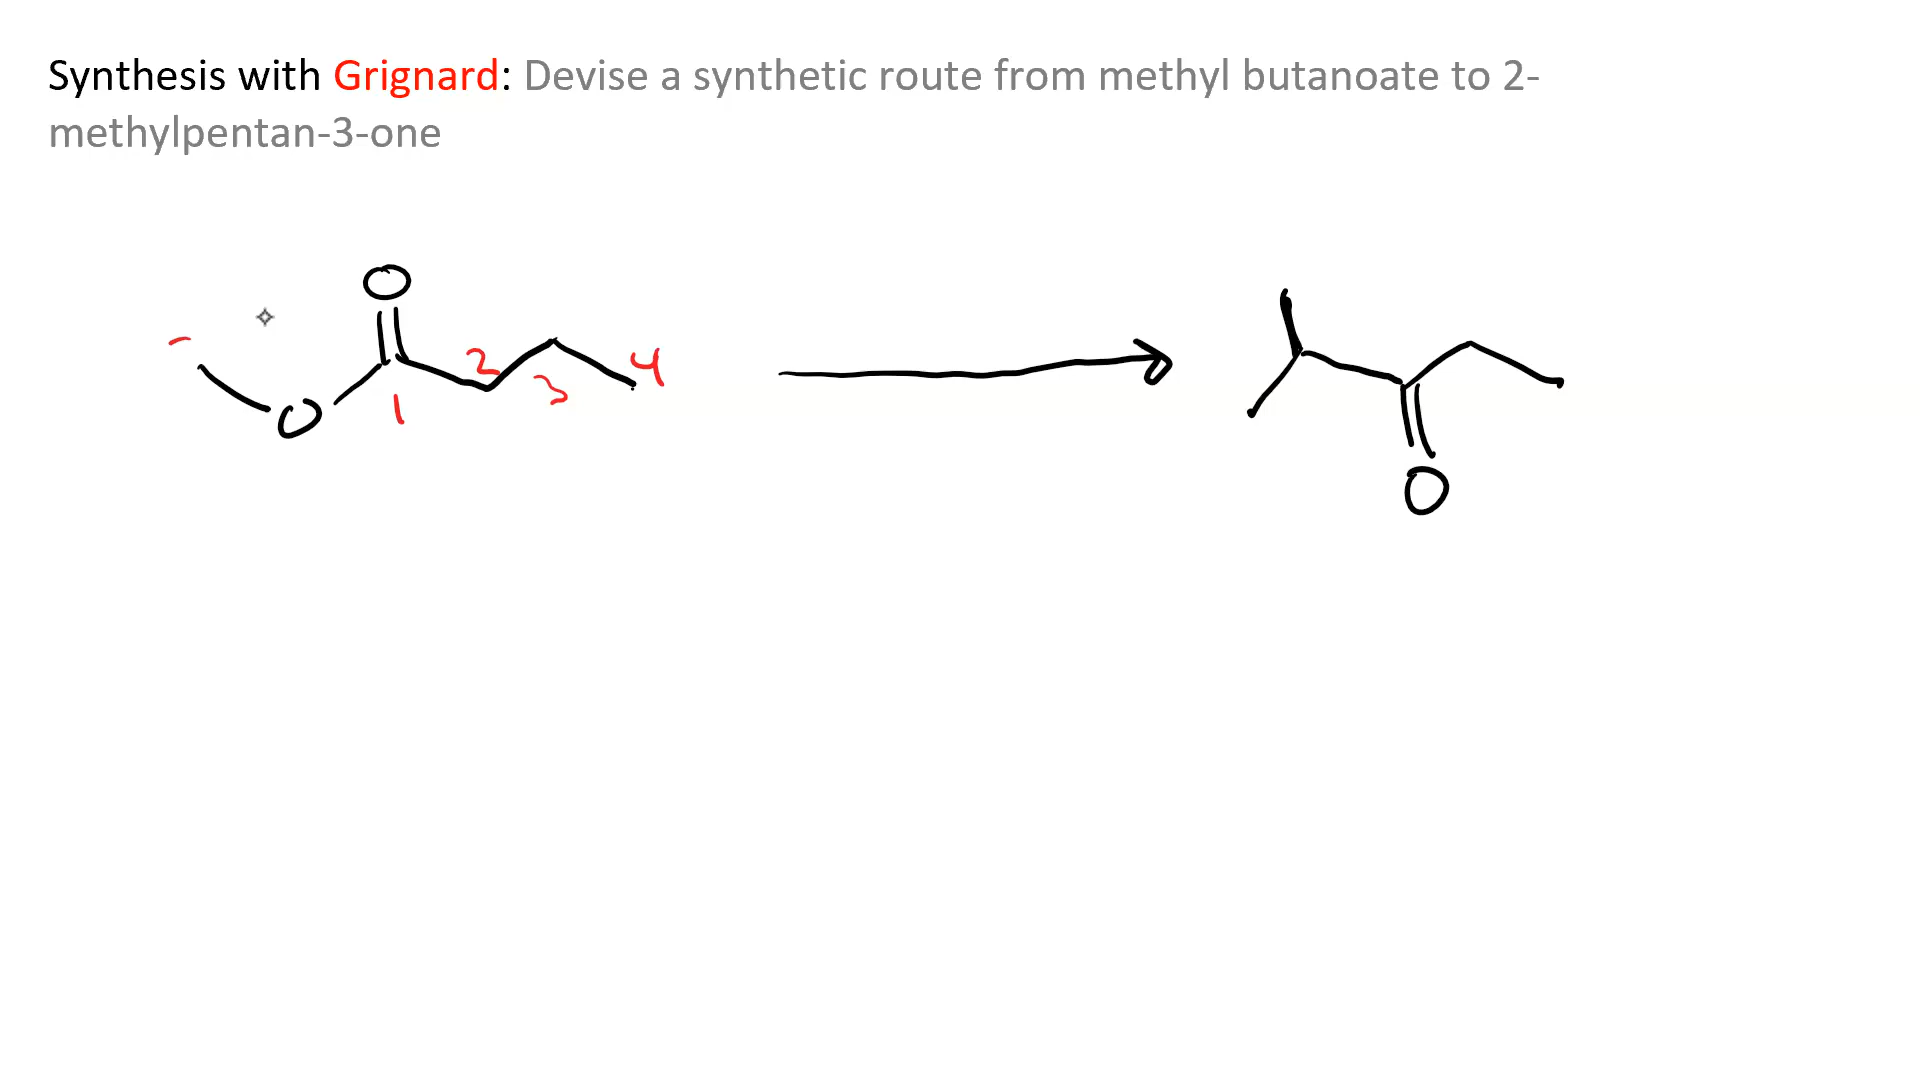 Synthesis with Grignard: Devise a synthetic route from methyl butanoate to 2-
methylpentan-3-one
O
O
1
2
3
4
O